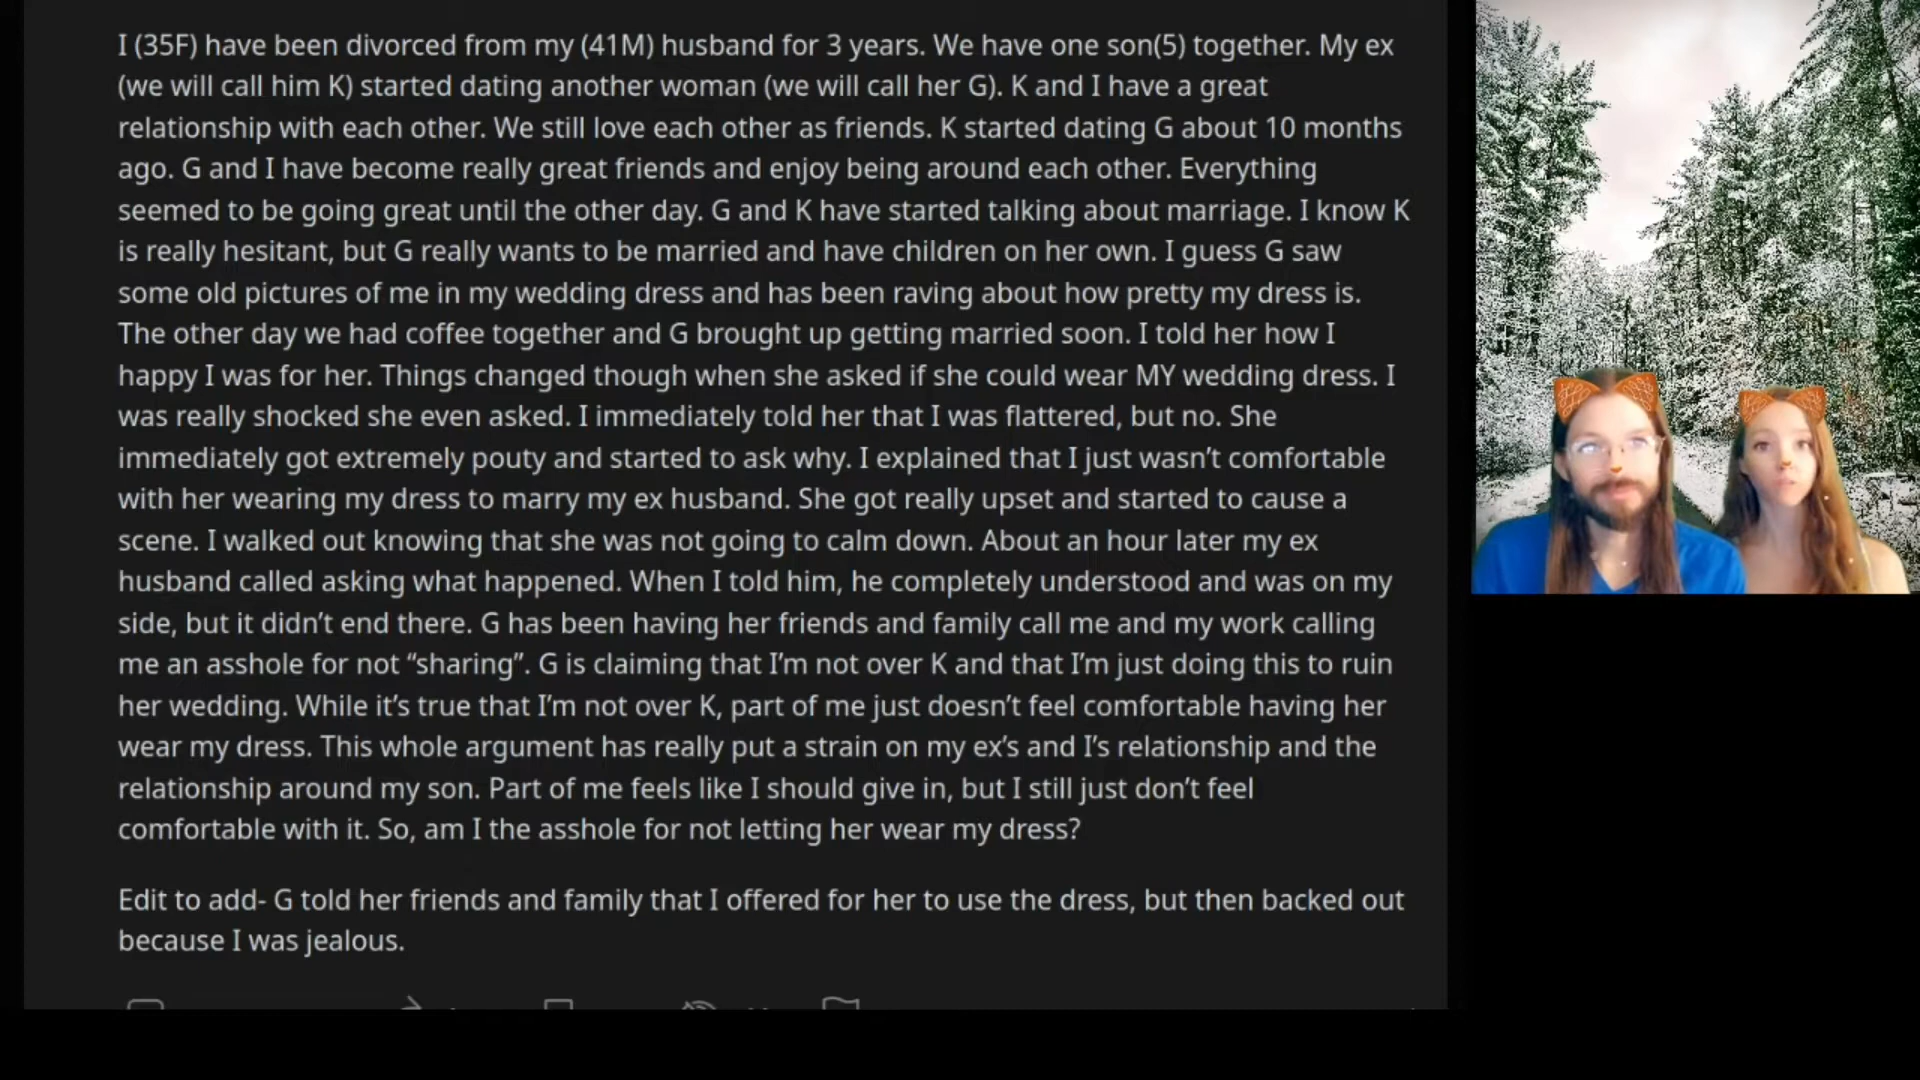 I (35F) have been divorced from my (41M) husband for 3 years. We have one son(5) together. My ex
(we will call him K) started dating another woman (we will call her G). K and I have a great
relationship with each other. We still love each other as friends. K started dating G about 10 months
ago. G and I have become really great friends and enjoy being around each other. Everything
seemed to be going great until the other day. G and K have started talking about marriage. I know K
is really hesitant, but G really wants to be married and have children on her own. I guess G saw
some old pictures of me in my wedding dress and has been raving about how pretty my dress is.
The other day we had coffee together and G brought up getting married soon. I told her how I
happy I was for her. Things changed though when she asked if she could wear MY wedding dress. I
was really shocked she even asked. I immediately told her that I was flattered, but no. She
immediately got extremely pouty and started to ask why. I explained that I just wasn’t comfortable
with her wearing my dress to marry my ex husband. She got really upset and started to cause a
scene. I walked out knowing that she was not going to calm down. About an hour later my ex
husband called asking what happened. When I told him, he completely understood and was on my
side, but it didn’t end there. G has been having her friends and family call me and my work calling
me an asshole for not “sharing”. G is claiming that I’m not over K and that I’m just doing this to ruin
her wedding. While it’s true that I’m not over K, part of me just doesn’t feel comfortable having her
wear my dress. This whole argument has really put a strain on my ex’s and I’s relationship and the
relationship around my son. Part of me feels like I should give in, but I still just don’t feel
comfortable with it. So, am I the asshole for not letting her wear my dress?
Edit to add- G told her friends and family that I offered for her to use the dress, but then backed out
because I was jealous.